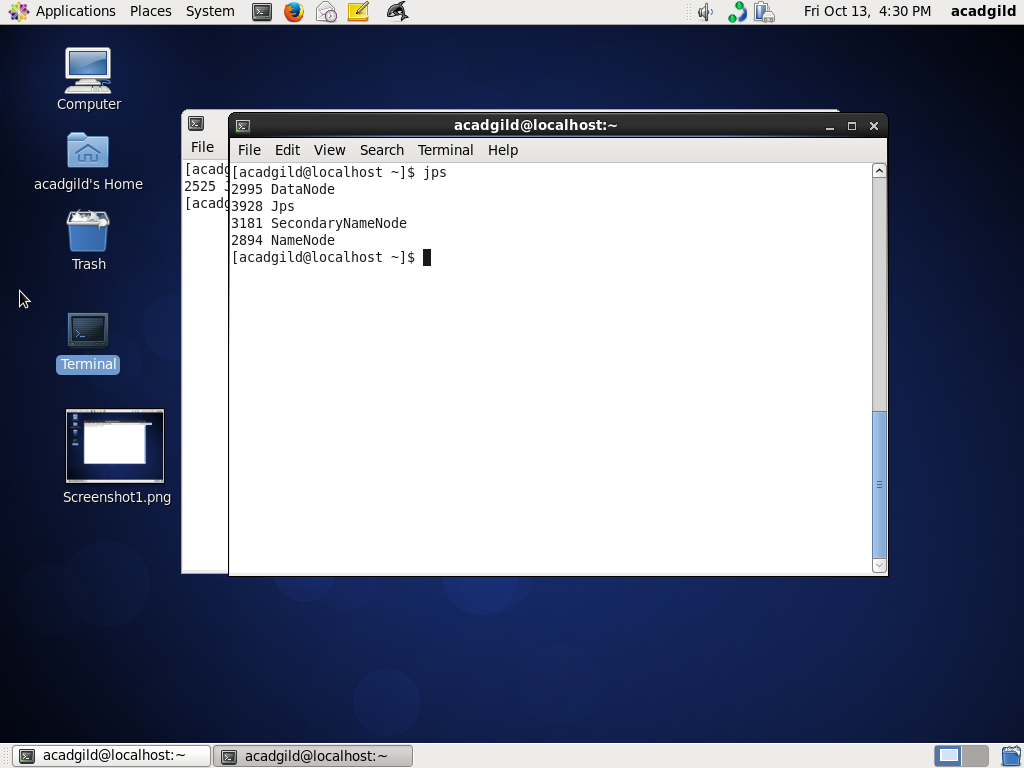 Applications Places System
Fri Oct 13, 4:30 PM acadgild
Computer
acadgild's Home
Trash
Terminal
Screenshot1.png
File
[acadg
2525 J
[acadg
acadgild@localhost:~
File Edit View Search Terminal Help
[acadgild@localhost ~]$ jps
2995 DataNode
3928 Jps
3181 SecondaryNameNode
2894 NameNode
[acadgild@localhost ~]$
acadgild@localhost:~
acadgild@localhost:~